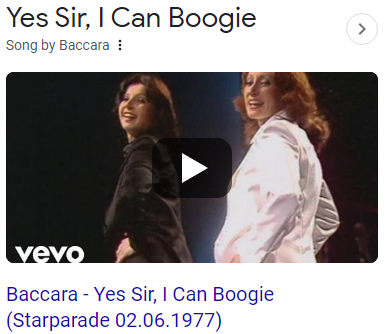 Yes Sir, I Can Boogie
Song by Baccara
vevo
Baccara - Yes Sir, I Can Boogie
(Starparade 02.06.1977)